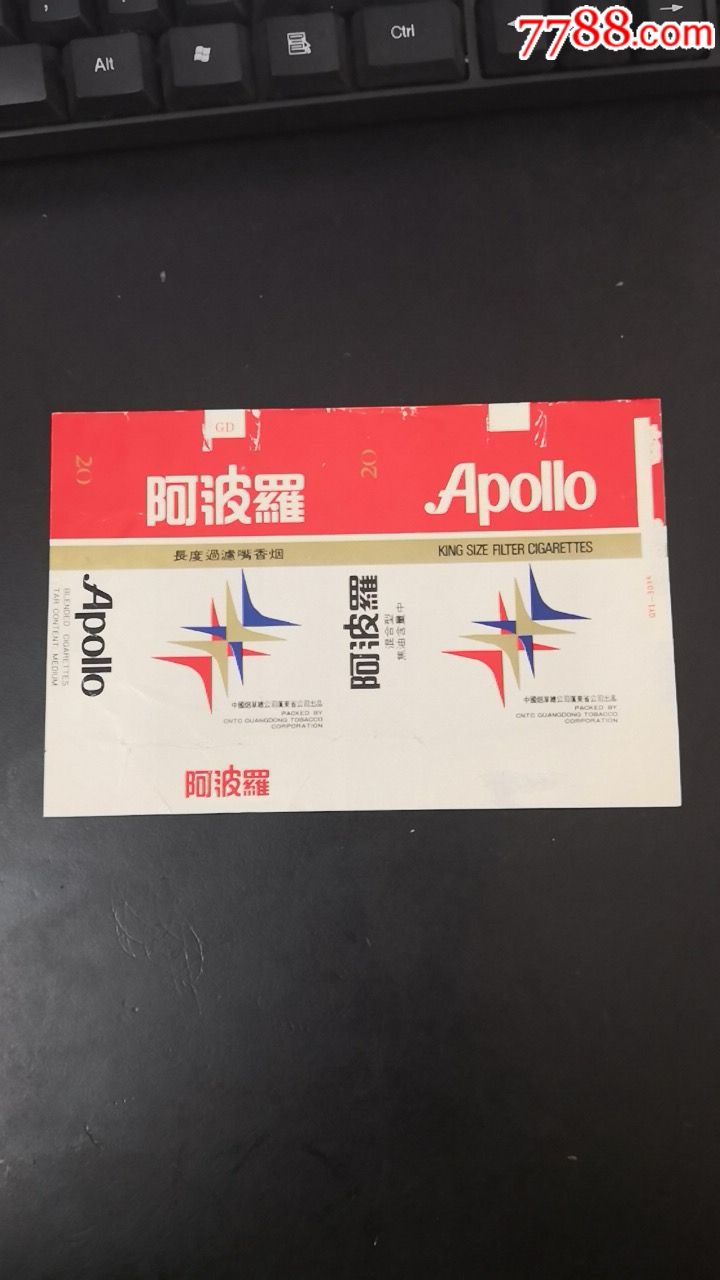 7788.com
Alt
Ctrl
GD
20
阿波羅
20
Apollo
長度過濾嘴香烟
KING SIZE FILTER CIGARETTES
Apollo
BLENDED CIGARETTES
TAR CONTENT: MEDIUM
阿波羅
混合型
焦油含量中
中國烟草總公司廣東省公司出品
PACKED BY
CNTC GUANGDONG TOBACCO
CORPORATION
中國烟草總公司廣東省公司出品
PACKED BY
CNTC GUANGDONG TOBACCO
CORPORATION
阿波羅